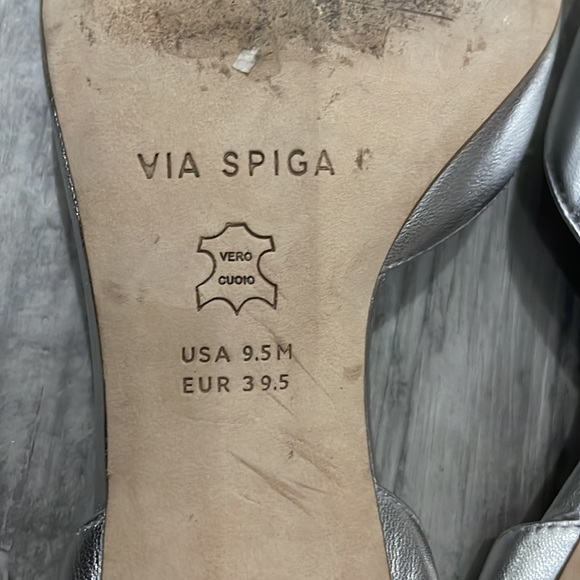 VIA SPIGA
VERO
CUOIO
USA 9.5M
EUR 39.5